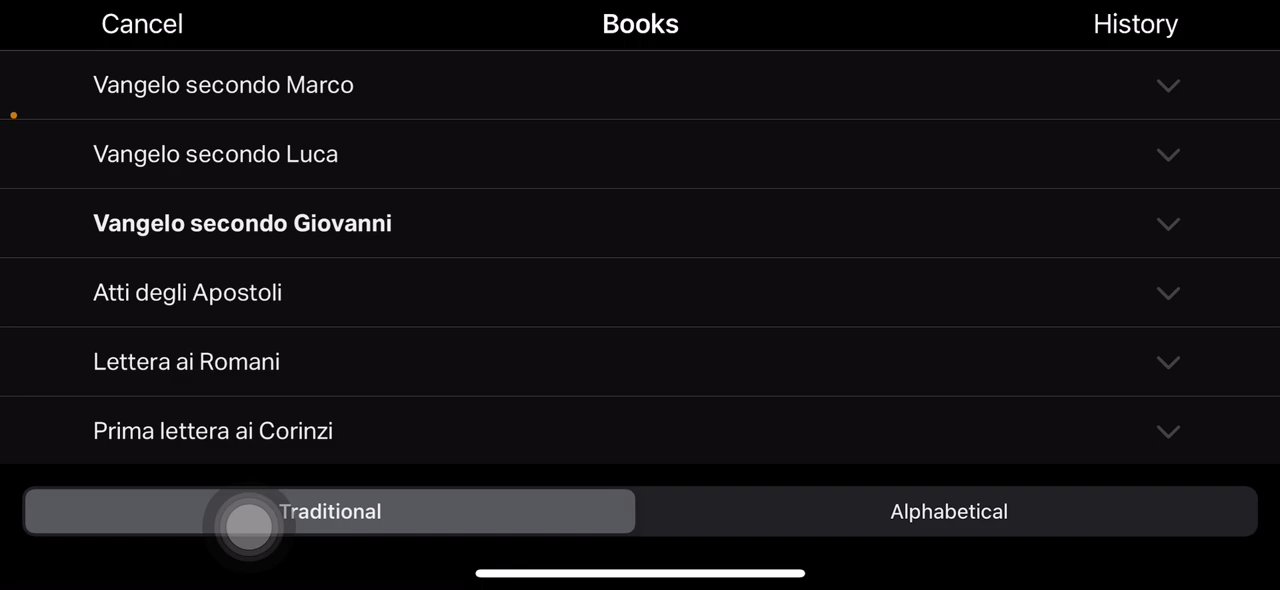 Cancel Books History
Vangelo secondo Marco
Vangelo secondo Luca
Vangelo secondo Giovanni
Atti degli Apostoli
Lettera ai Romani
Prima lettera ai Corinzi
Traditional Alphabetical